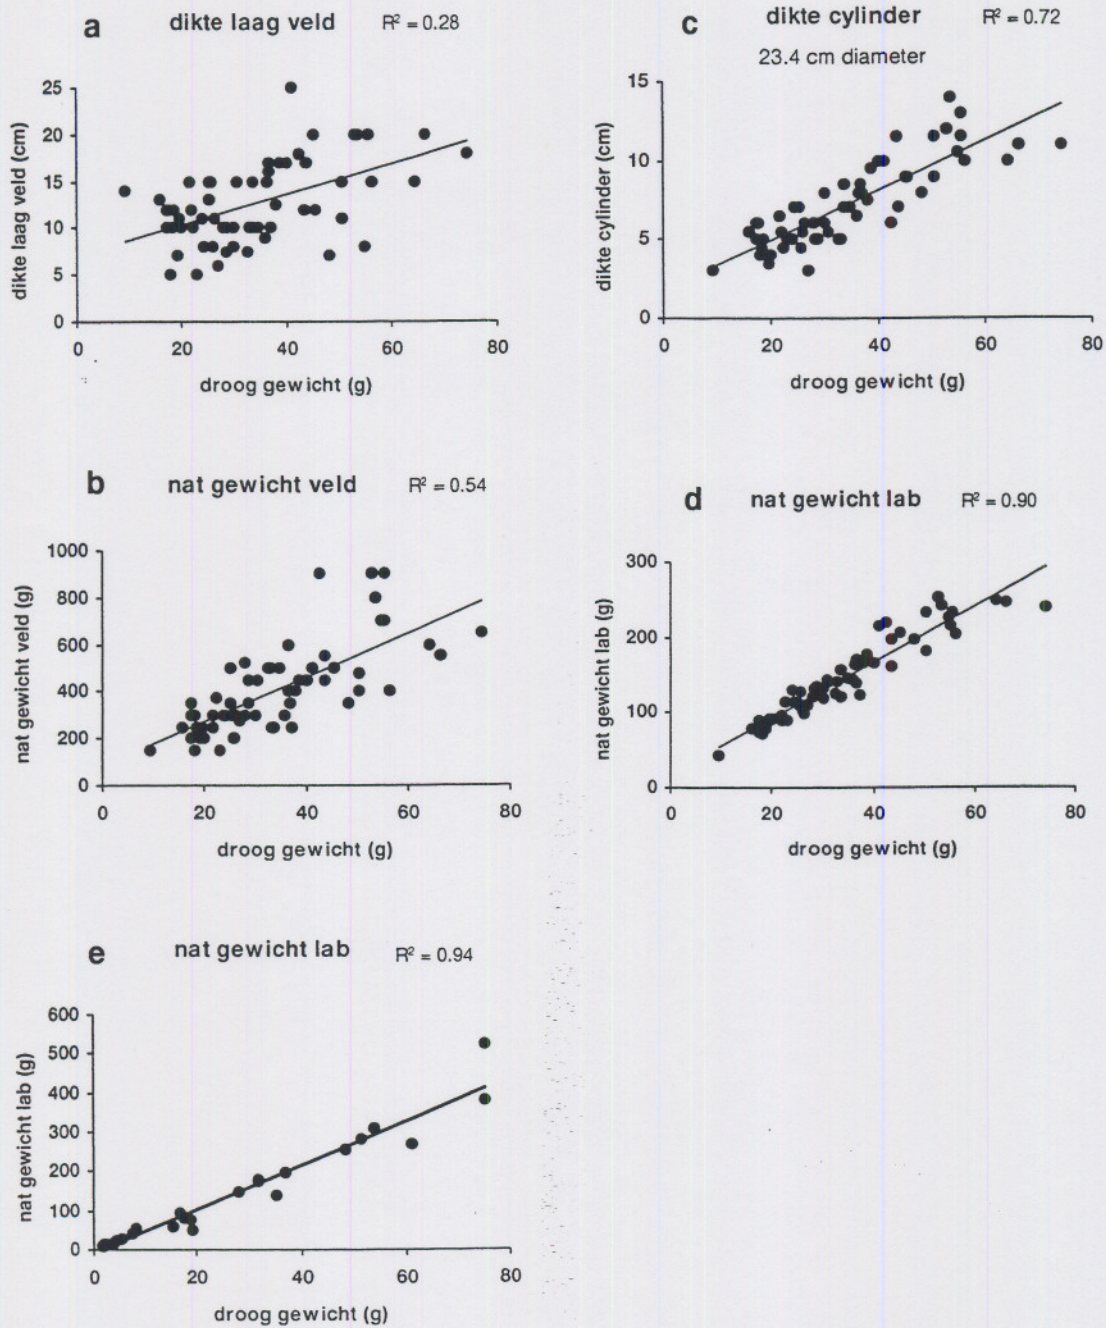 a dikte laag veld R² = 0.28
25
20
15
10
5
0
dikte laag veld (cm)
0 20 40 60 80
droog gewicht (g)
c dikte cylinder R² = 0.72
23.4 cm diameter
15
10
5
0
dikte cylinder (cm)
0 20 40 60 80
droog gewicht (g)
b nat gewicht veld R² = 0.54
1000
800
600
400
200
0
nat gewicht veld (g)
0 20 40 60 80
droog gewicht (g)
d nat gewicht lab R² = 0.90
300
200
100
0
nat gewicht lab (g)
0 20 40 60 80
droog gewicht (g)
e nat gewicht lab R² = 0.94
600
500
400
300
200
100
0
nat gewicht lab (g)
0 20 40 60 80
droog gewicht (g)